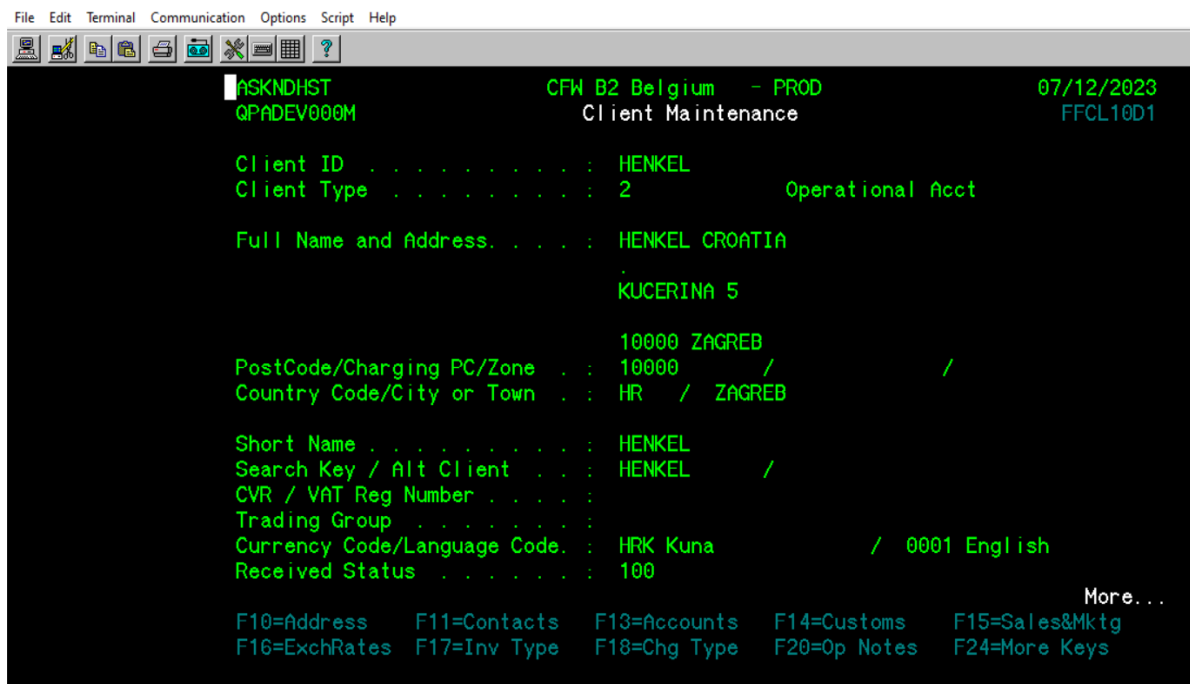 File Edit Terminal Communication Options Script Help
ASKNDHST CFW B2 Belgium - PROD 07/12/2023
QPADEV000M Client Maintenance FFCL10D1
Client ID . . . . . . . . . : HENKEL
Client Type . . . . . . . . : 2 Operational Acct
Full Name and Address. . . . : HENKEL CROATIA
.
KUCERINA 5
10000 ZAGREB
PostCode/Charging PC/Zone . : 10000 / /
Country Code/City or Town . : HR / ZAGREB
Short Name . . . . . . . . . : HENKEL
Search Key / Alt Client . . : HENKEL /
CVR / VAT Reg Number . . . . :
Trading Group . . . . . . . :
Currency Code/Language Code. : HRK Kuna / 0001 English
Received Status . . . . . . : 100
More...
F10=Address F11=Contacts F13=Accounts F14=Customs F15=Sales&Mktg
F16=ExchRates F17=Inv Type F18=Chg Type F20=Op Notes F24=More Keys